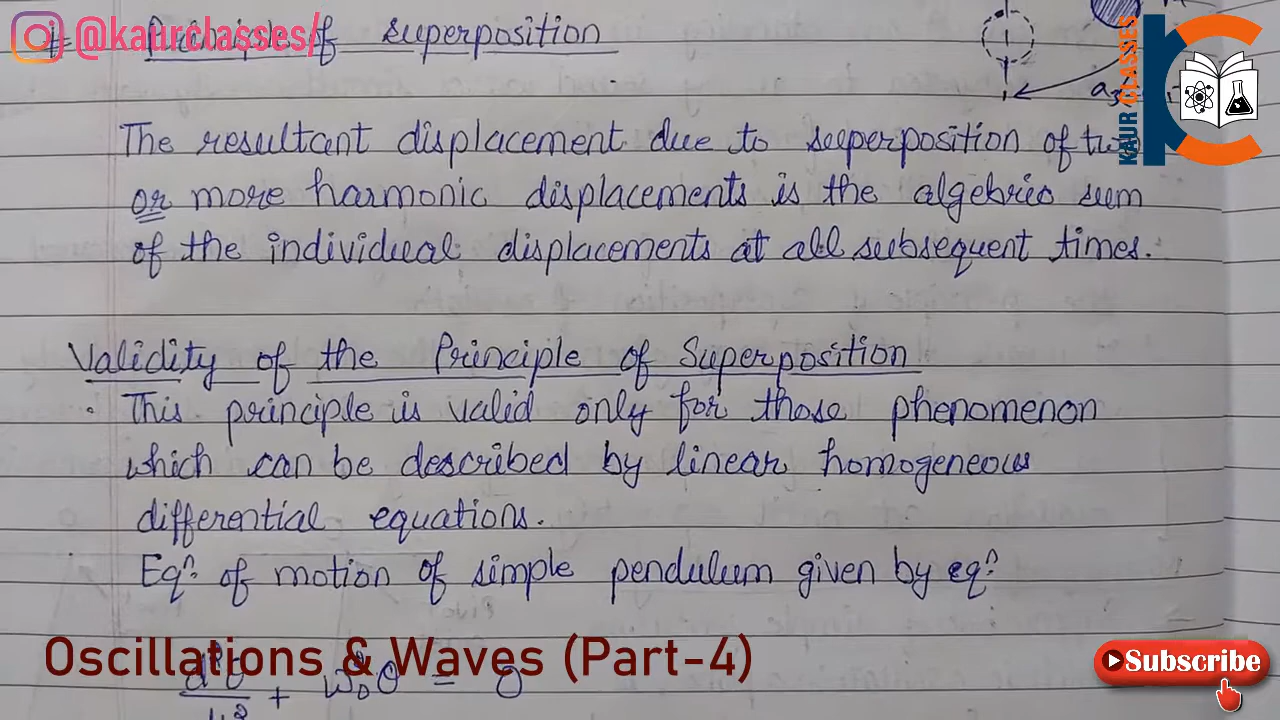 @kaurclasses/
# Principle of superposition
KAUR CLASSES
The resultant displacement due to superposition of two
or more harmonic displacements is the algebric sum
of the individual displacements at all subsequent times.
Validity of the Principle of Superposition
. This principle is valid only for those phenomenon
which can be described by linear homogeneous
differential equations.
Eqn. of motion of simple pendulum given by eqn.
Oscillations & Waves (Part-4)
+ ω₀²θ = 0
Subscribe